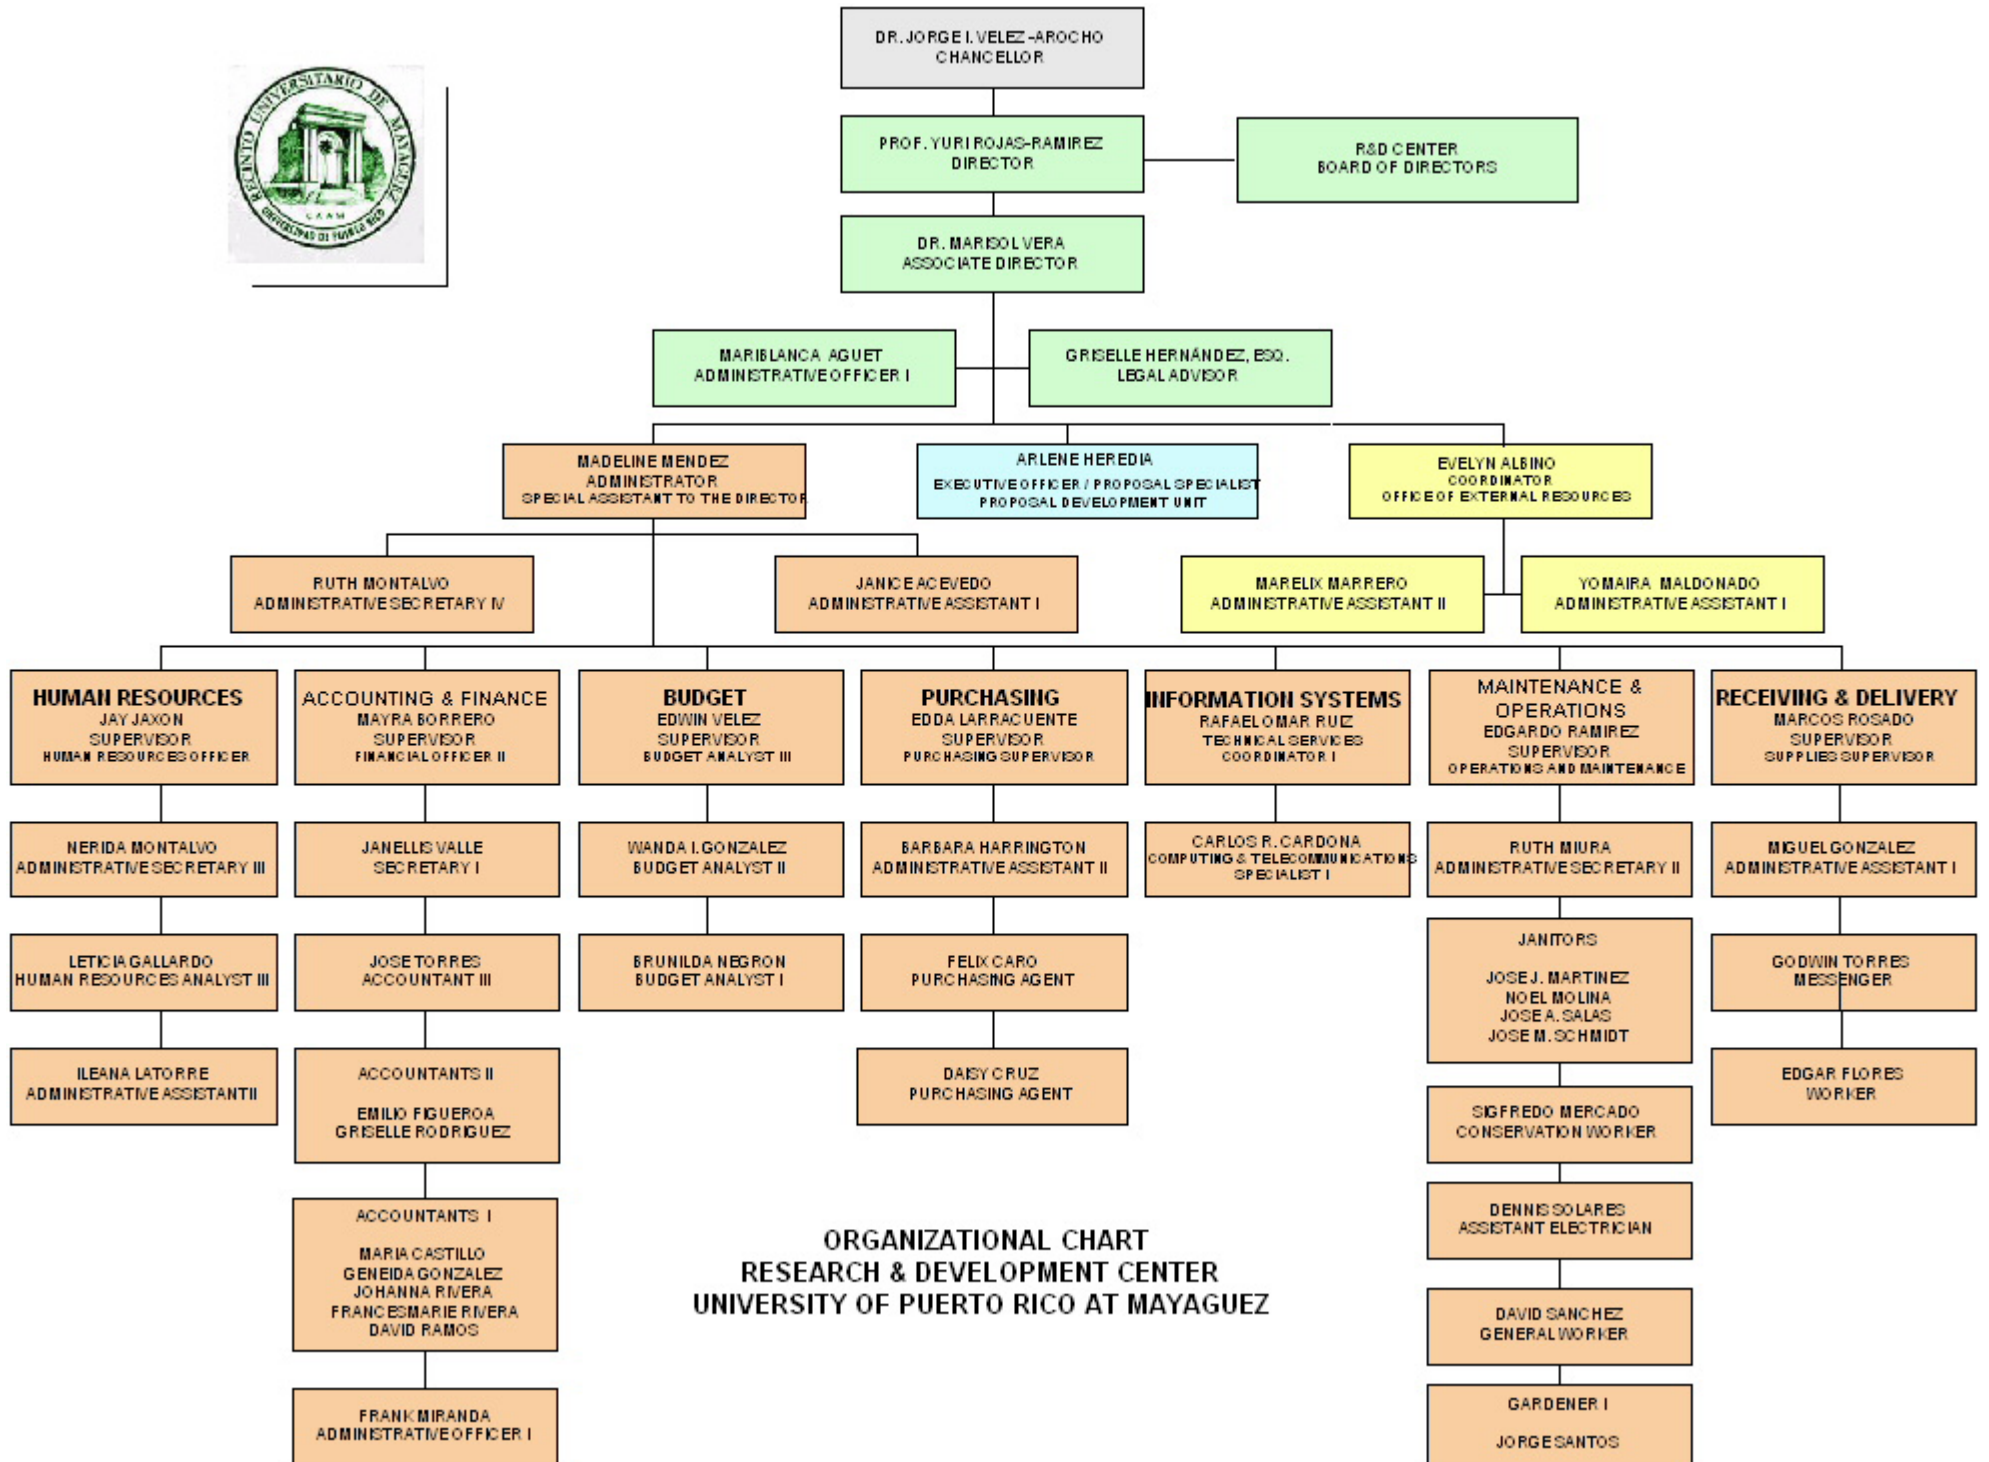 DR. JORGE I. VELEZ-AROCHO
CHANCELLOR
RECINTO UNIVERSITARIO DE MAYAGUEZ
CAAM
UNIVERSIDAD DE PUERTO RICO
PROF. YURI ROJAS-RAMIREZ
DIRECTOR
R&D CENTER
BOARD OF DIRECTORS
DR. MARISOL VERA
ASSOCIATE DIRECTOR
MARIBLANCA AGUET
ADMINISTRATIVE OFFICER I
GRISELLE HERNÁNDEZ, ESQ.
LEGAL ADVISOR
MADELINE MENDEZ
ADMINISTRATOR
SPECIAL ASSISTANT TO THE DIRECTOR
ARLENE HEREDIA
EXECUTIVE OFFICER / PROPOSAL SPECIALIST
PROPOSAL DEVELOPMENT UNIT
EVELYN ALBINO
COORDINATOR
OFFICE OF EXTERNAL RESOURCES
RUTH MONTALVO
ADMINISTRATIVE SECRETARY IV
JANICE ACEVEDO
ADMINISTRATIVE ASSISTANT I
MARELIX MARRERO
ADMINISTRATIVE ASSISTANT II
YOMAIRA MALDONADO
ADMINISTRATIVE ASSISTANT I
HUMAN RESOURCES
JAY JAXON
SUPERVISOR
HUMAN RESOURCES OFFICER
NERIDA MONTALVO
ADMINISTRATIVE SECRETARY III
LETICIA GALLARDO
HUMAN RESOURCES ANALYST III
ILEANA LATORRE
ADMINISTRATIVE ASSISTANT II
ACCOUNTING & FINANCE
MAYRA BORRERO
SUPERVISOR
FINANCIAL OFFICER II
JANELLIS VALLE
SECRETARY I
JOSE TORRES
ACCOUNTANT III
ACCOUNTANTS II
EMILIO FIGUEROA
GRISELLE RODRIGUEZ
ACCOUNTANTS I
MARIA CASTILLO
GENEIDA GONZALEZ
JOHANNA RIVERA
FRANCESMARIE RIVERA
DAVID RAMOS
FRANK MIRANDA
ADMINISTRATIVE OFFICER I
BUDGET
EDWIN VELEZ
SUPERVISOR
BUDGET ANALYST III
WANDA I. GONZALEZ
BUDGET ANALYST II
BRUNILDA NEGRON
BUDGET ANALYST I
PURCHASING
EDDA LARRACUENTE
SUPERVISOR
PURCHASING SUPERVISOR
BARBARA HARRINGTON
ADMINISTRATIVE ASSISTANT II
FELIX CARO
PURCHASING AGENT
DAISY CRUZ
PURCHASING AGENT
INFORMATION SYSTEMS
RAFAEL OMAR RUIZ
TECHNICAL SERVICES
COORDINATOR I
CARLOS R. CARDONA
COMPUTING & TELECOMMUNICATIONS
SPECIALIST I
MAINTENANCE &
OPERATIONS
EDGARDO RAMIREZ
SUPERVISOR
OPERATIONS AND MAINTENANCE
RUTH MIURA
ADMINISTRATIVE SECRETARY II
JANITORS
JOSE J. MARTINEZ
NOEL MOLINA
JOSE A. SALAS
JOSE M. SCHMIDT
SIGFREDO MERCADO
CONSERVATION WORKER
DENNIS SOLARES
ASSISTANT ELECTRICIAN
DAVID SANCHEZ
GENERAL WORKER
GARDENER I
JORGE SANTOS
RECEIVING & DELIVERY
MARCOS ROSADO
SUPERVISOR
SUPPLIES SUPERVISOR
MIGUEL GONZALEZ
ADMINISTRATIVE ASSISTANT I
GODWIN TORRES
MESSENGER
EDGAR FLORES
WORKER
ORGANIZATIONAL CHART
RESEARCH & DEVELOPMENT CENTER
UNIVERSITY OF PUERTO RICO AT MAYAGUEZ